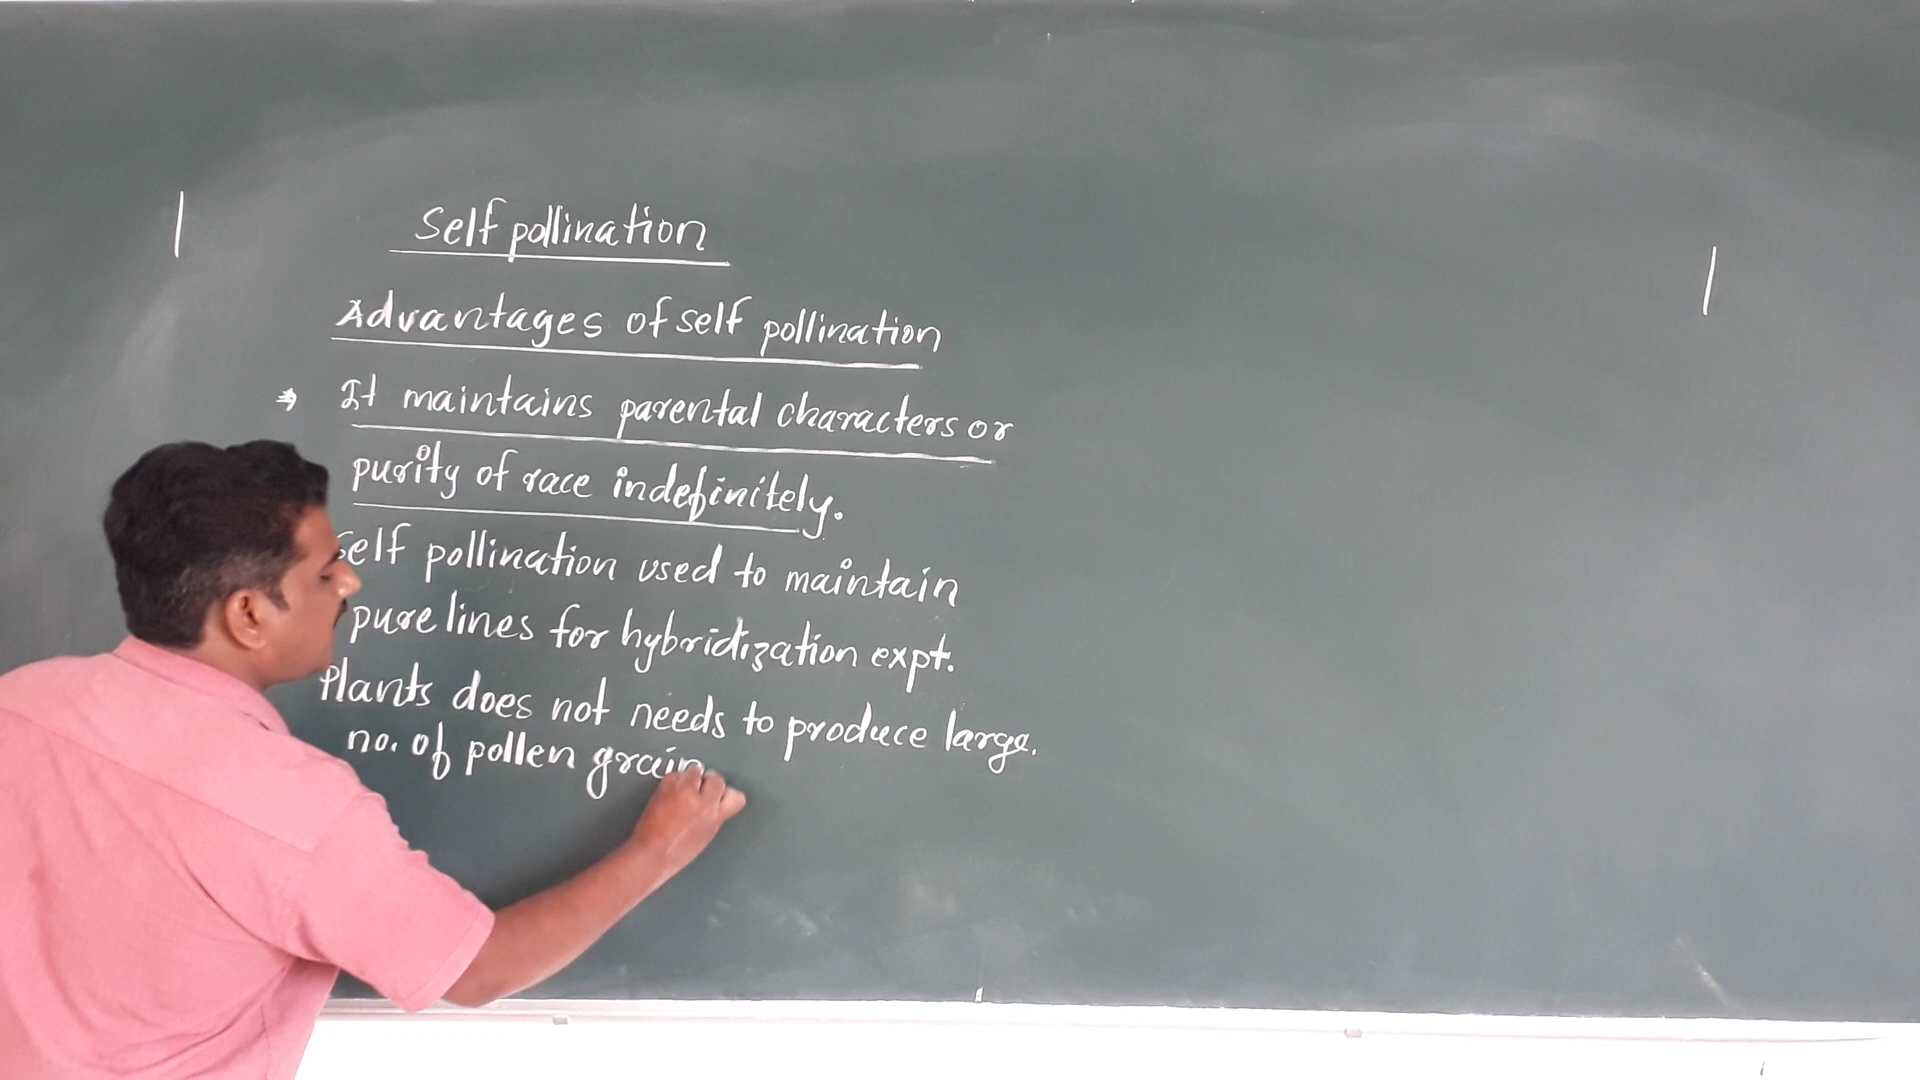 Self pollination
Advantages of self pollination
→ It maintains parental characters or
purity of race indefinitely.
Self pollination used to maintain
pure lines for hybridization expt.
Plants does not needs to produce large.
no. of pollen grain